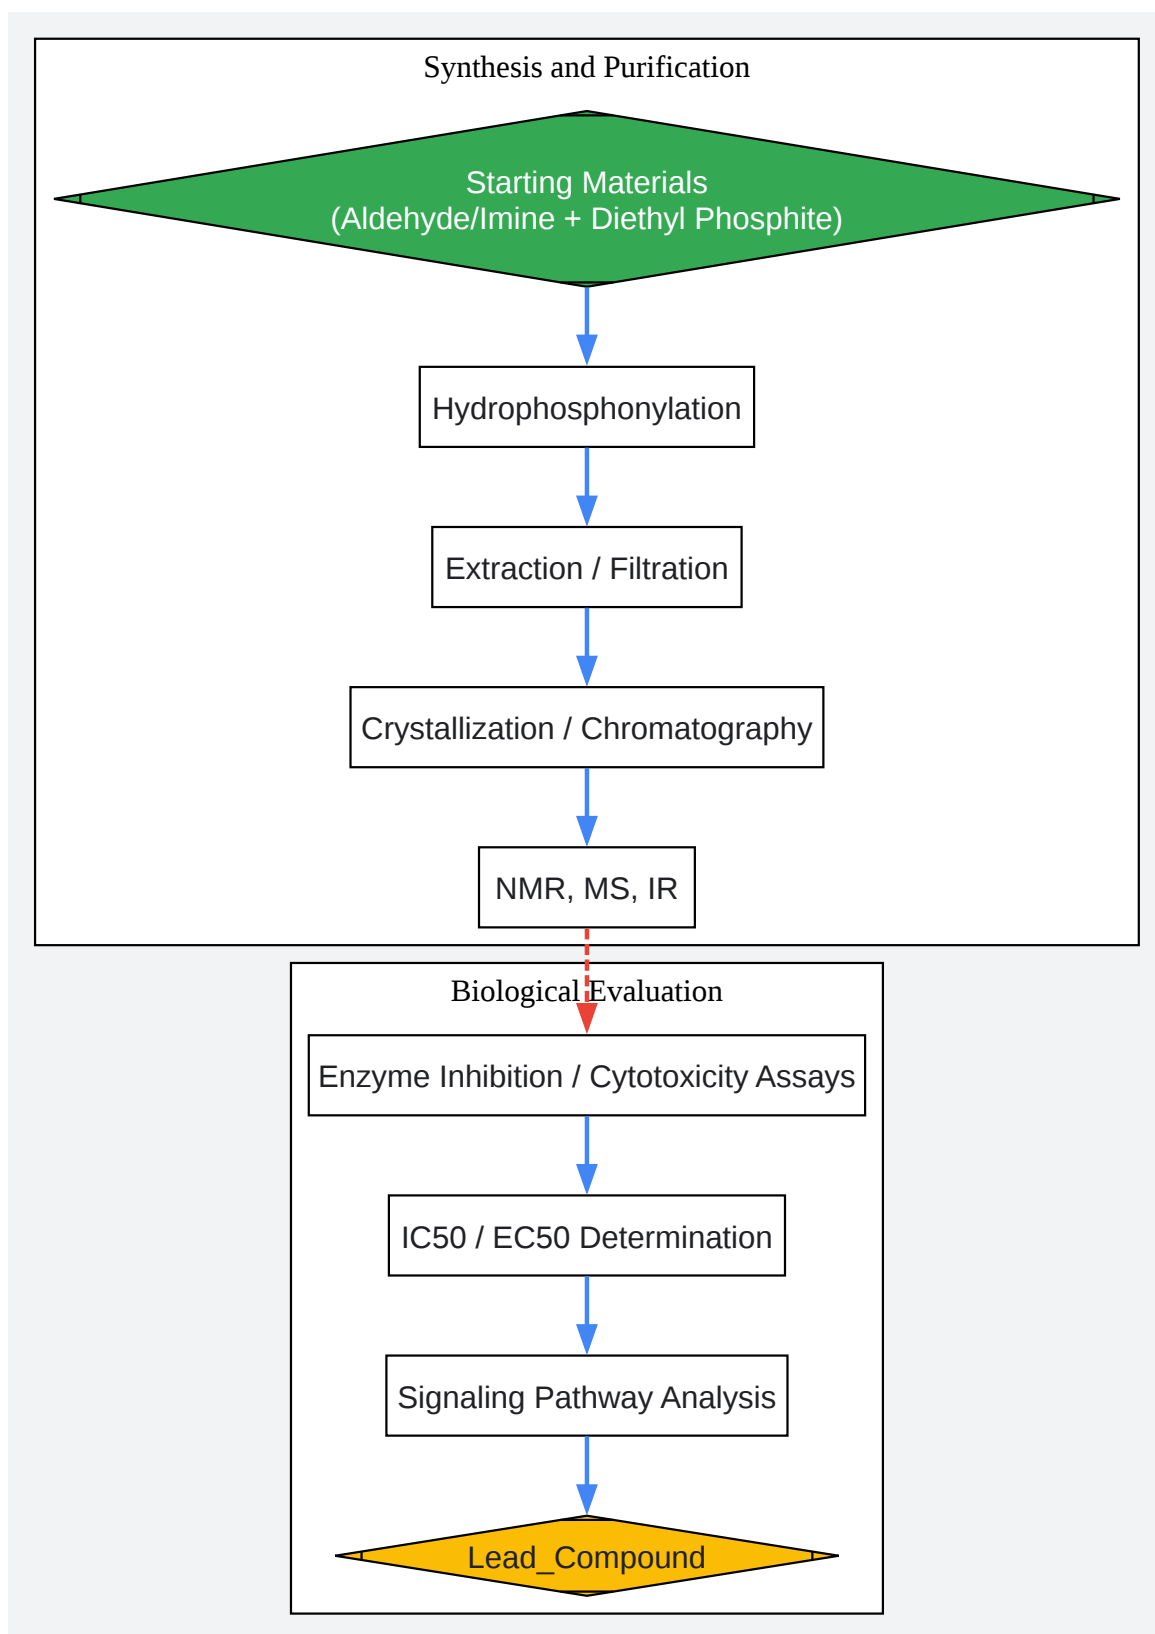 Synthesis and Purification
Starting Materials
(Aldehyde/Imine + Diethyl Phosphite)
Hydrophosphonylation
Extraction / Filtration
Crystallization / Chromatography
NMR, MS, IR
Biological Evaluation
Enzyme Inhibition / Cytotoxicity Assays
IC50 / EC50 Determination
Signaling Pathway Analysis
Lead_Compound